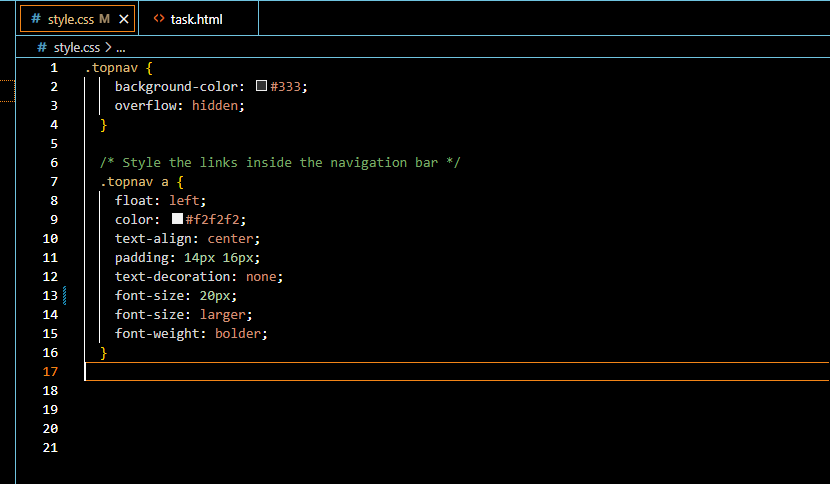 # style.css M ✕ <> task.html
# style.css > ...
1 .topnav {
2 background-color: #333;
3 overflow: hidden;
4 }
5
6 /* Style the links inside the navigation bar */
7 .topnav a {
8 float: left;
9 color: #f2f2f2;
10 text-align: center;
11 padding: 14px 16px;
12 text-decoration: none;
13 font-size: 20px;
14 font-size: larger;
15 font-weight: bolder;
16 }
17
18
19
20
21